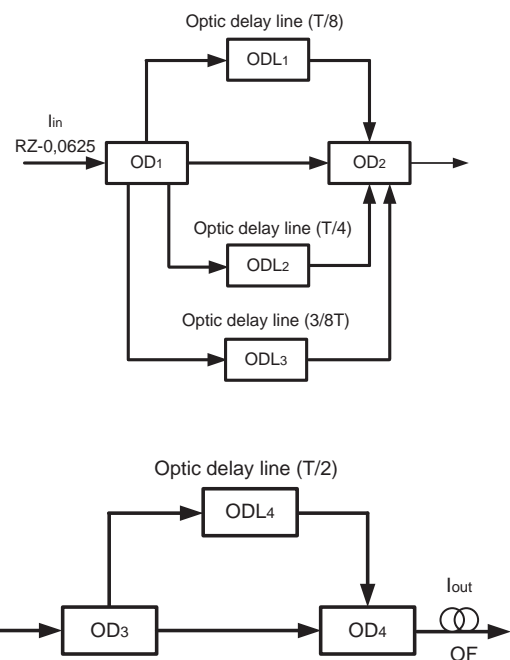 Optic delay line (T/8)
ODL1
Iin
RZ-0,0625
OD1
OD2
Optic delay line (T/4)
ODL2
Optic delay line (3/8T)
ODL3
Optic delay line (T/2)
ODL4
Iout
OD3
OD4
OF